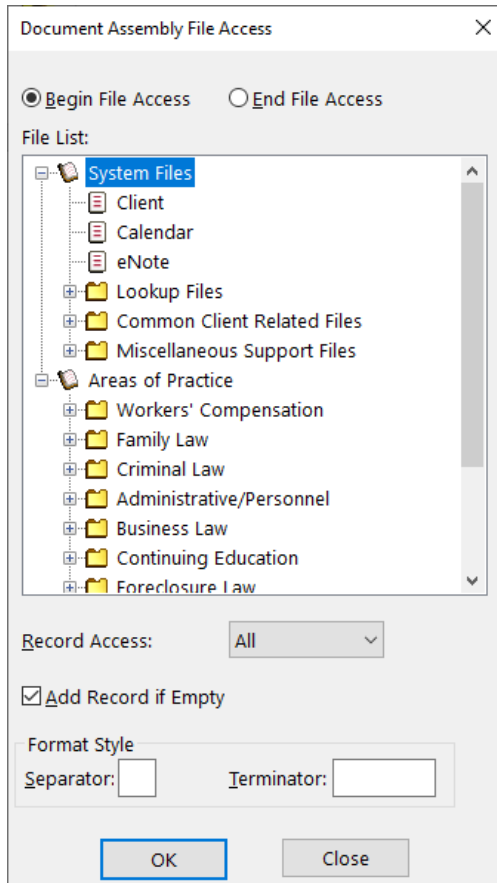 Document Assembly File Access
Begin File Access End File Access
File List:
System Files
Client
Calendar
eNote
Lookup Files
Common Client Related Files
Miscellaneous Support Files
Areas of Practice
Workers' Compensation
Family Law
Criminal Law
Administrative/Personnel
Business Law
Continuing Education
Foreclosure Law
Record Access: All
Add Record if Empty
Format Style
Separator: Terminator:
OK Close